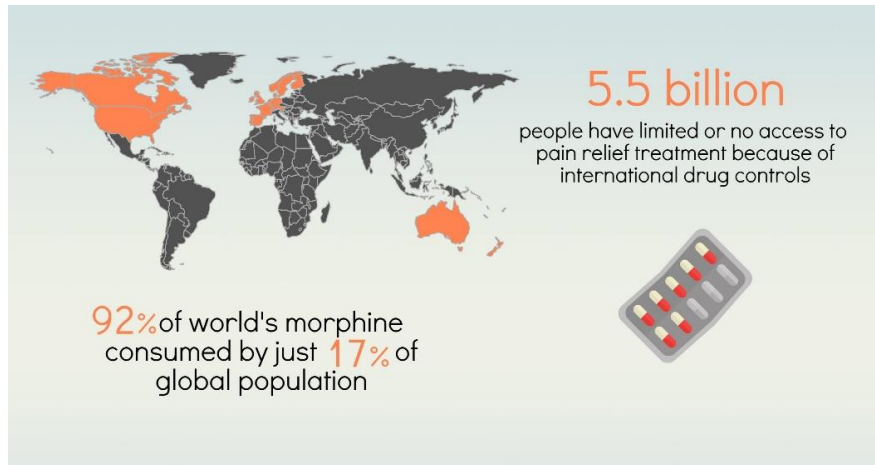 5.5 billion
people have limited or no access to
pain relief treatment because of
international drug controls
92% of world's morphine
consumed by just 17% of
global population